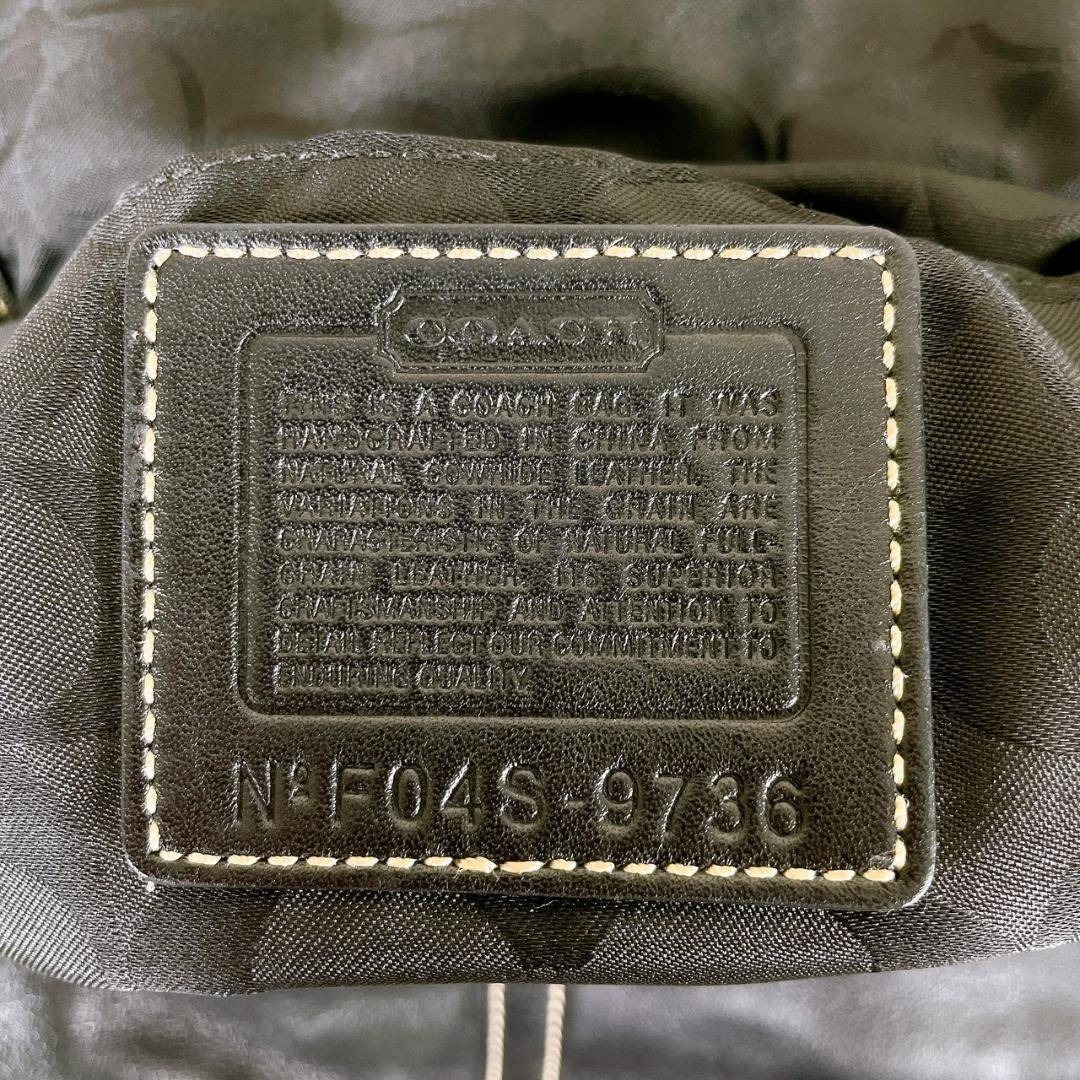 COACH
THIS IS A COACH BAG. IT WAS
HANDCRAFTED IN CHINA FROM
NATURAL COWHIDE LEATHER. THE
VARIATIONS IN THE GRAIN ARE
CHARACTERISTIC OF NATURAL FULL-
GRAIN LEATHER. ITS SUPERIOR
CRAFTSMANSHIP AND ATTENTION TO
DETAIL REFLECT OUR COMMITMENT TO
ENDURING QUALITY.
Nº F04S-9736